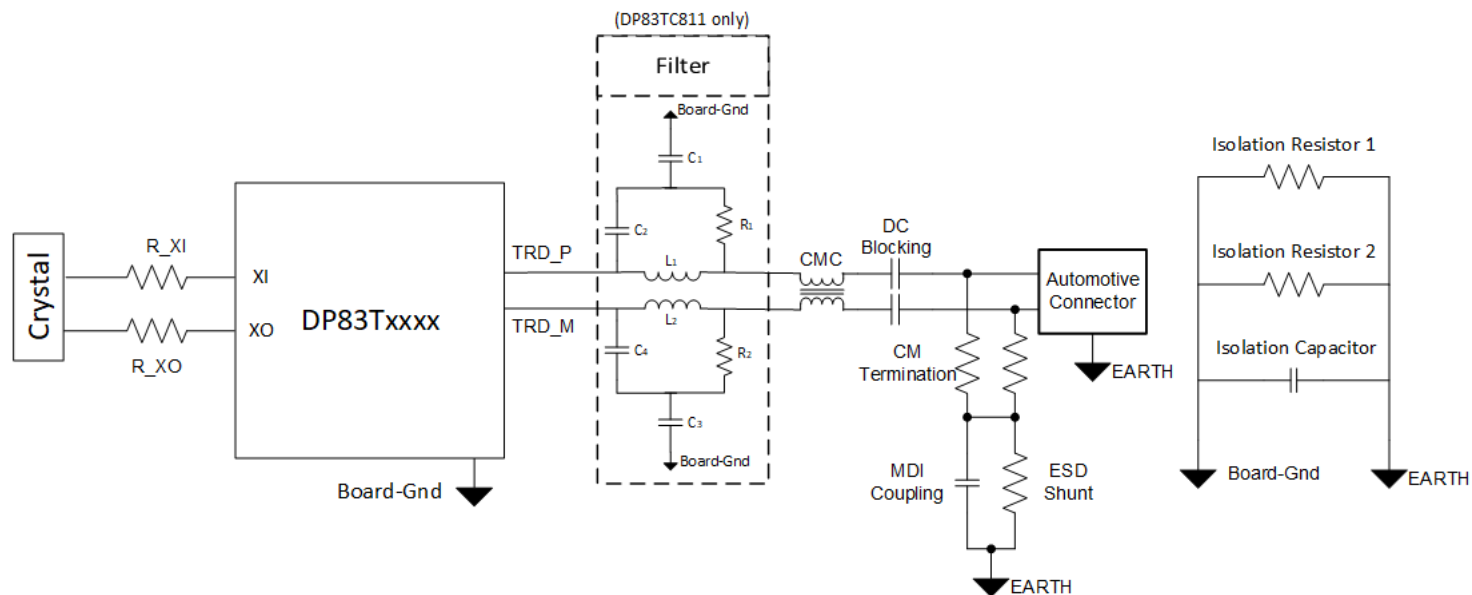 (DP83TC811 only)
Filter
Board-Gnd
C1
C2
R1
L1
TRD_P
TRD_M
L2
C4
R2
C3
Board-Gnd
Crystal
R_XI
R_XO
XI
XO
DP83Txxxx
Board-Gnd
CMC
DC
Blocking
Automotive
Connector
EARTH
CM
Termination
MDI
Coupling
ESD
Shunt
EARTH
Isolation Resistor 1
Isolation Resistor 2
Isolation Capacitor
Board-Gnd
EARTH